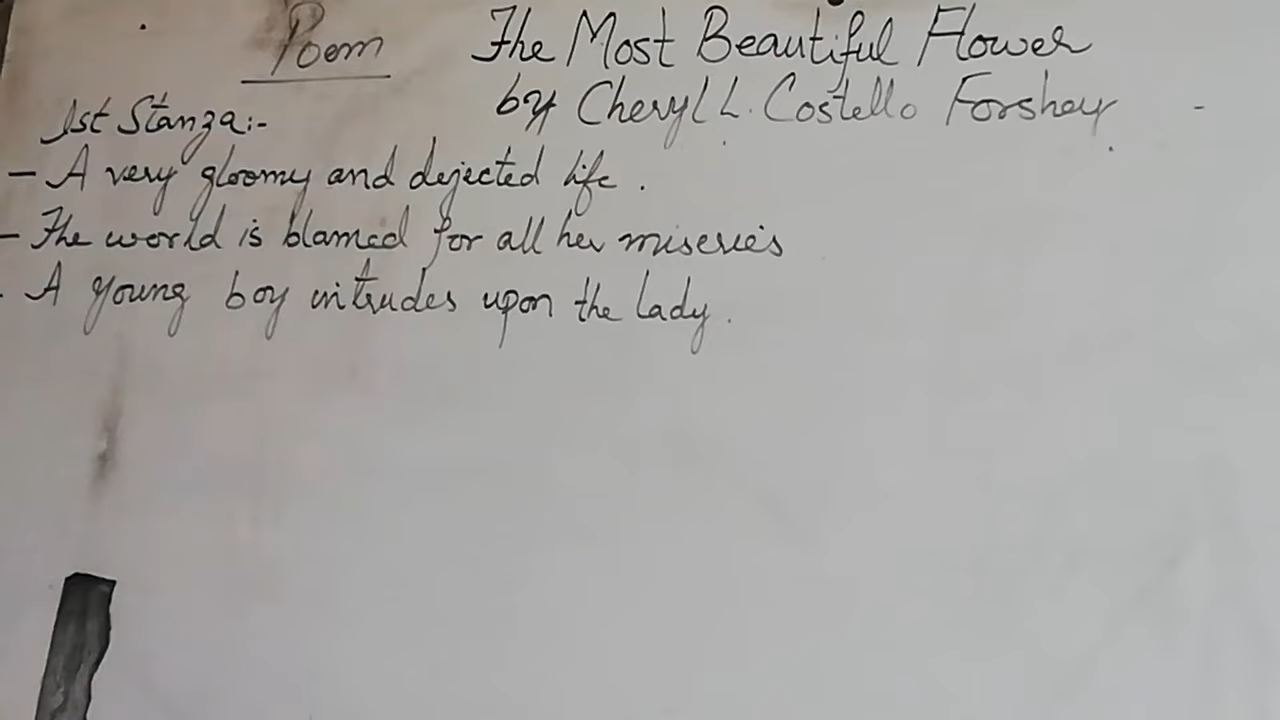 Poem The Most Beautiful Flower
by Cheryl L. Costello Forshey
1st Stanza:-
- A very gloomy and dejected life.
- The world is blamed for all her miseries
- A young boy intrudes upon the lady.